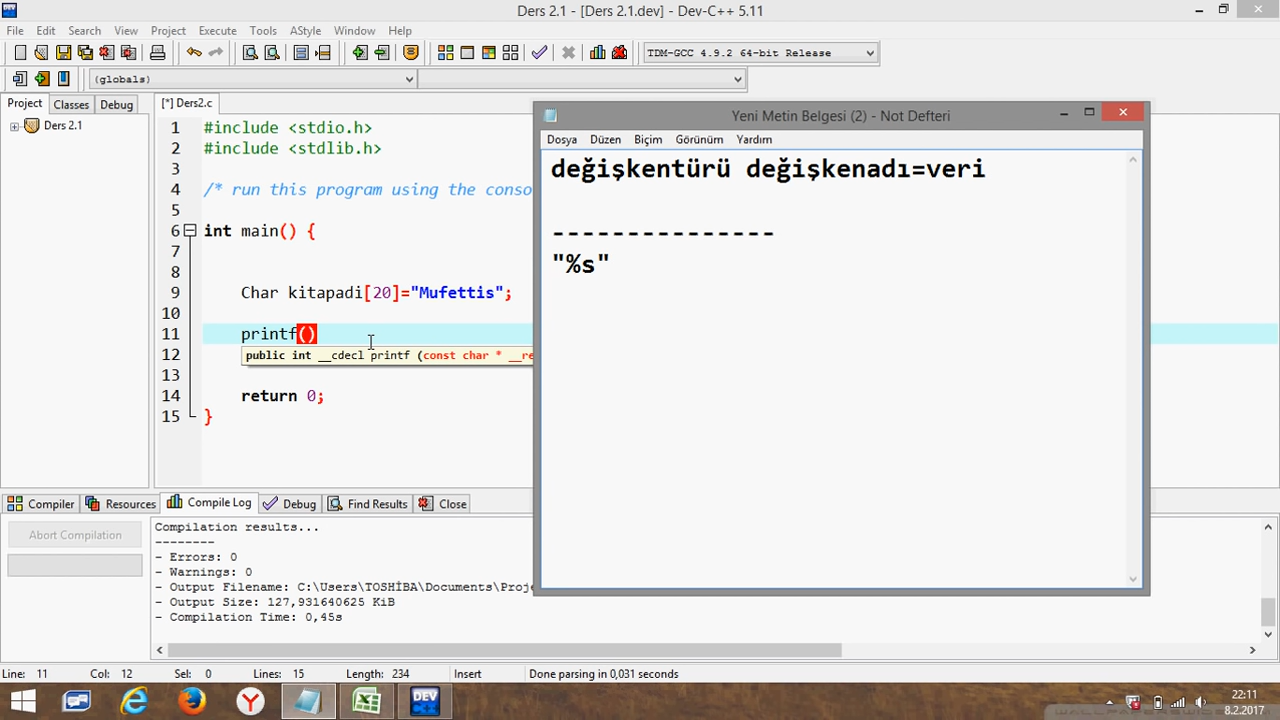 Ders 2.1 - [Ders 2.1.dev] - Dev-C++ 5.11
File Edit Search View Project Execute Tools AStyle Window Help
TDM-GCC 4.9.2 64-bit Release
(globals)
Project Classes Debug
Ders 2.1
[*] Ders2.c
1 #include <stdio.h>
2 #include <stdlib.h>
3
4 /* run this program using the conso
5
6 int main() {
7
8
9 Char kitapadi[20]="Mufettis";
10
11 printf()
public int __cdecl printf (const char * __re
12
13
14 return 0;
15 }
Yeni Metin Belgesi (2) - Not Defteri
Dosya Düzen Biçim Görünüm Yardım
değişkentürü değişkenadı=veri
---------------
"%s"
Compiler Resources Compile Log Debug Find Results Close
Abort Compilation
Compilation results...
--------
- Errors: 0
- Warnings: 0
- Output Filename: C:\Users\TOSHİBA\Documents\Proj
- Output Size: 127,931640625 KiB
- Compilation Time: 0,45s
Line: 11 Col: 12 Sel: 0 Lines: 15 Length: 234 Insert Done parsing in 0,031 seconds
DEV
22:11
8.2.2017